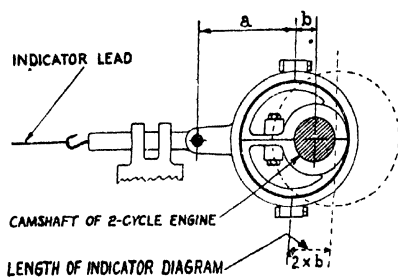 a
b
INDICATOR LEAD
CAMSHAFT OF 2-CYCLE ENGINE
LENGTH OF INDICATOR DIAGRAM
2 × b